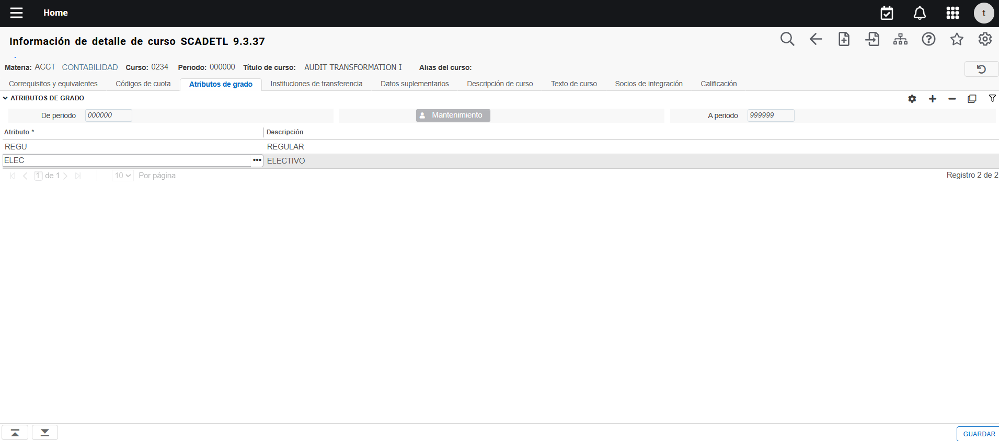 Home
t
Información de detalle de curso SCADETL 9.3.37
Materia: ACCT CONTABILIDAD Curso: 0234 Periodo: 000000 Título de curso: AUDIT TRANSFORMATION I Alias del curso:
Correquisitos y equivalentes Códigos de cuota Atributos de grado Instituciones de transferencia Datos suplementarios Descripción de curso Texto de curso Socios de integración Calificación
ATRIBUTOS DE GRADO
De periodo 000000 Mantenimiento A periodo 999999
Atributo * Descripción
REGU REGULAR
ELEC ••• ELECTIVO
1 de 1 10 Por página Registro 2 de 2
GUARDAR